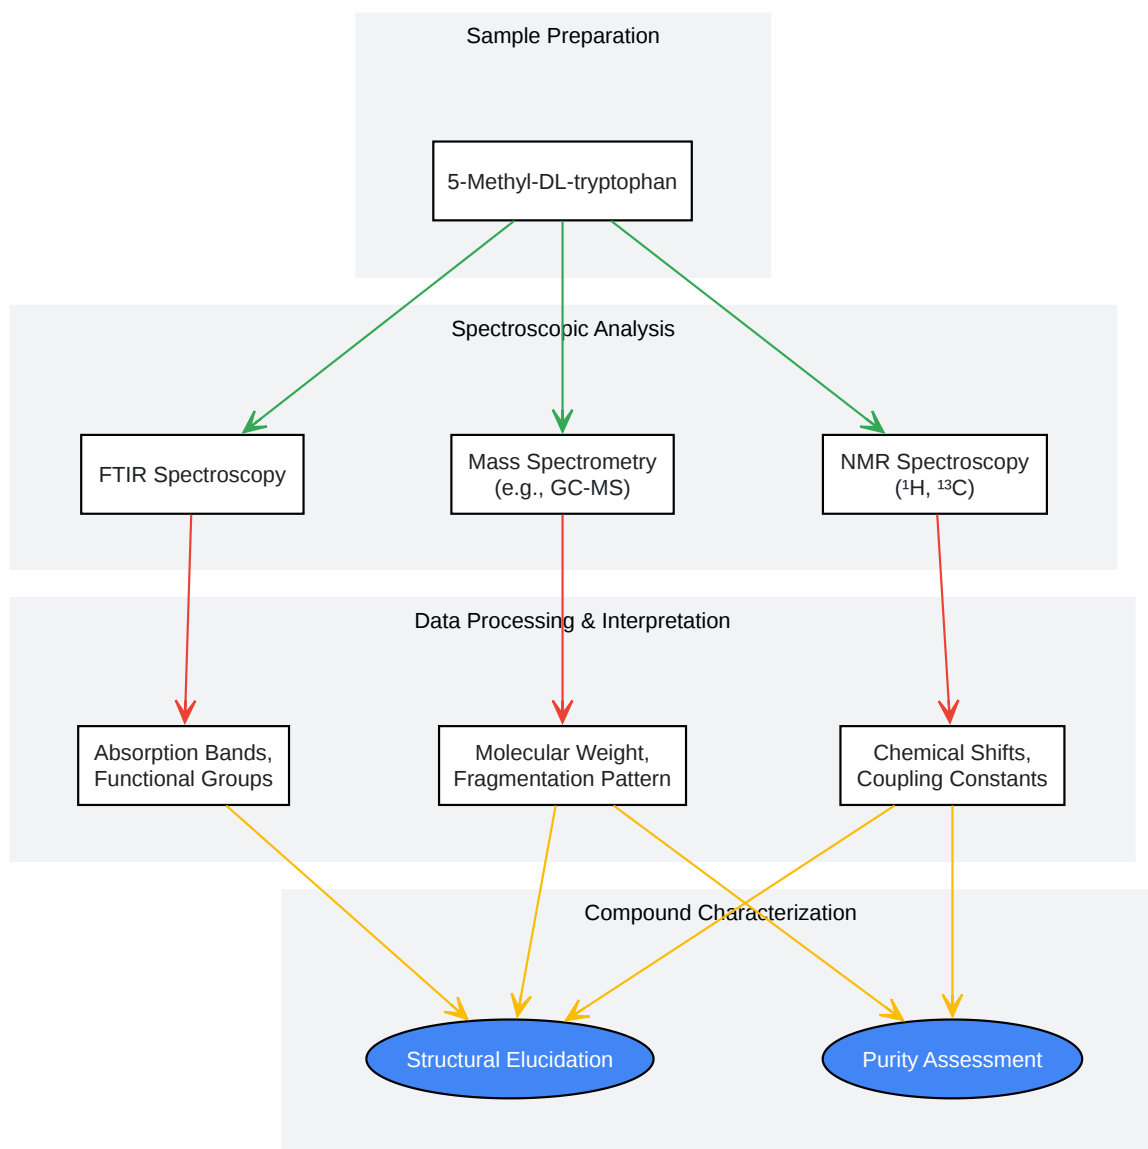 Sample Preparation
5-Methyl-DL-tryptophan
Spectroscopic Analysis
FTIR Spectroscopy
Mass Spectrometry
(e.g., GC-MS)
NMR Spectroscopy
(¹H, ¹³C)
Data Processing & Interpretation
Absorption Bands,
Functional Groups
Molecular Weight,
Fragmentation Pattern
Chemical Shifts,
Coupling Constants
Compound Characterization
Structural Elucidation
Purity Assessment